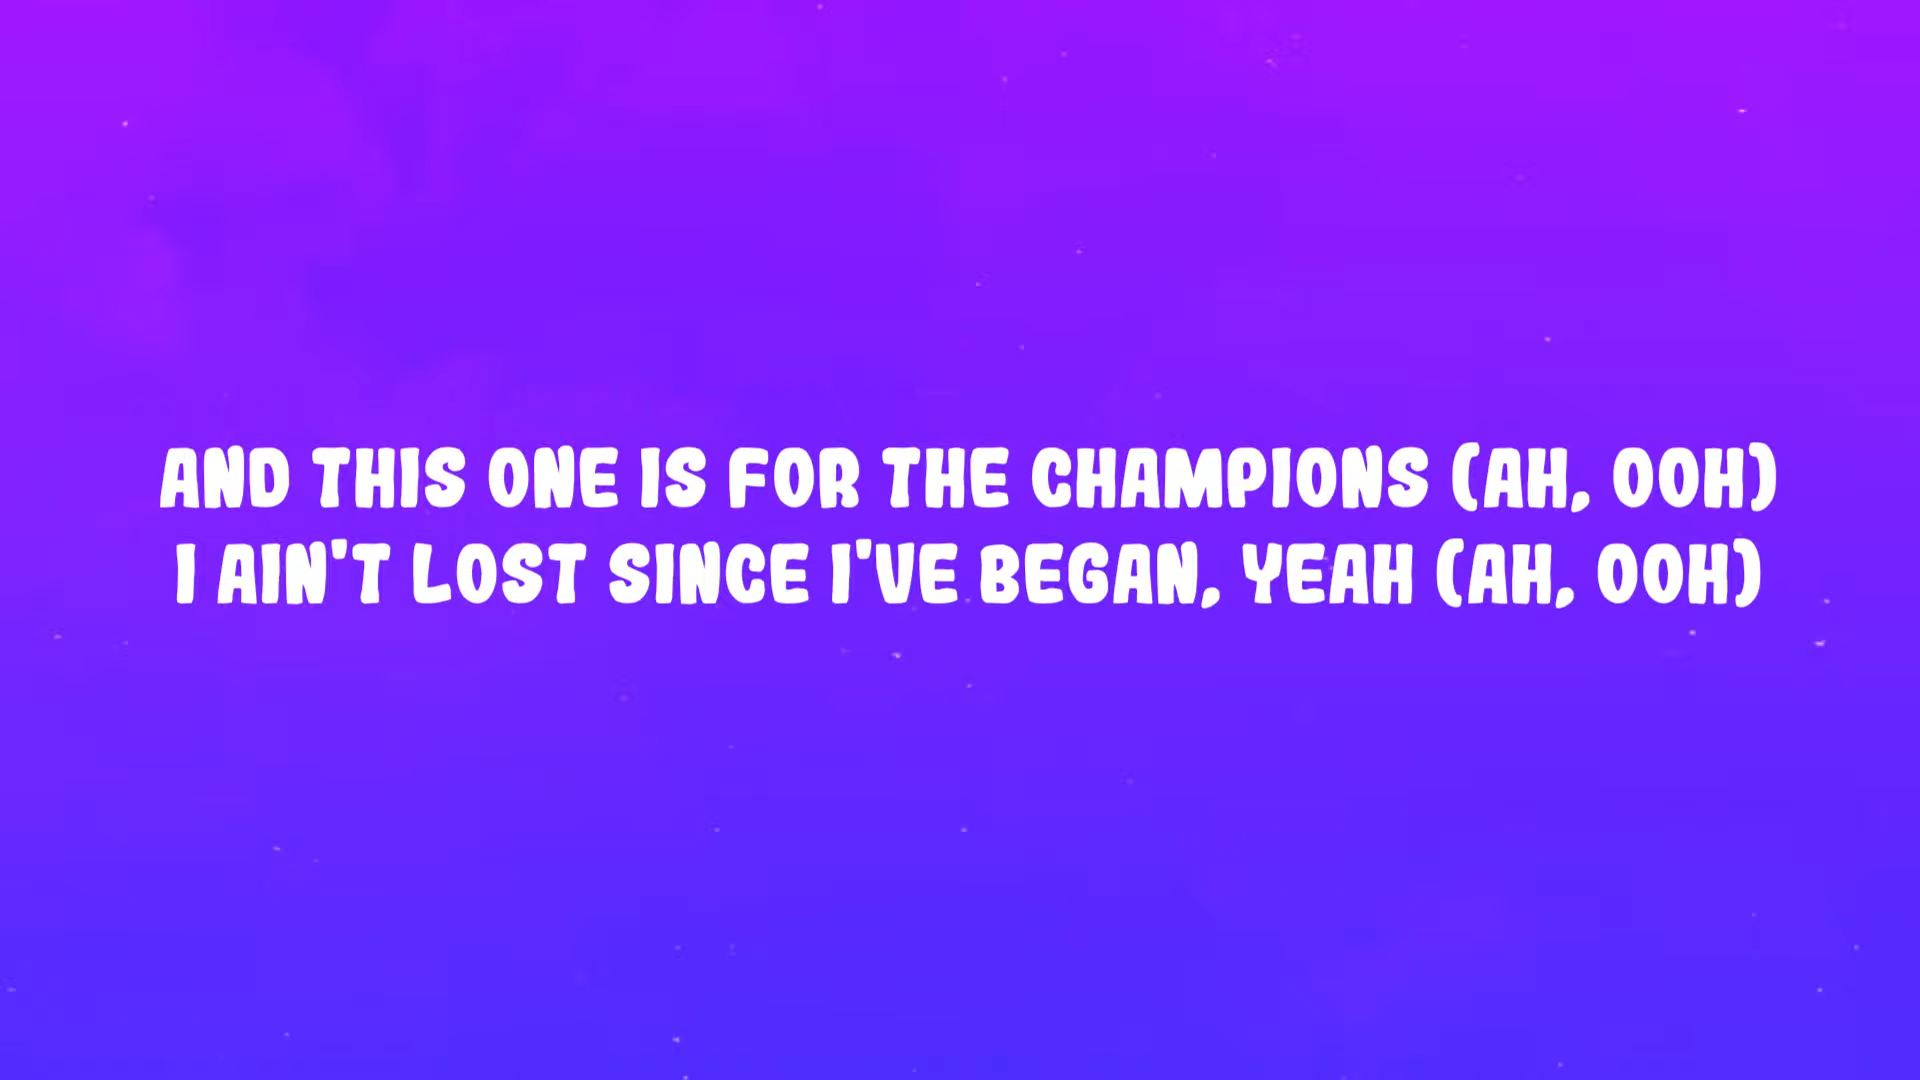 AND THIS ONE IS FOR THE CHAMPIONS (AH, OOH)
I AIN'T LOST SINCE I'VE BEGAN, YEAH (AH, OOH)